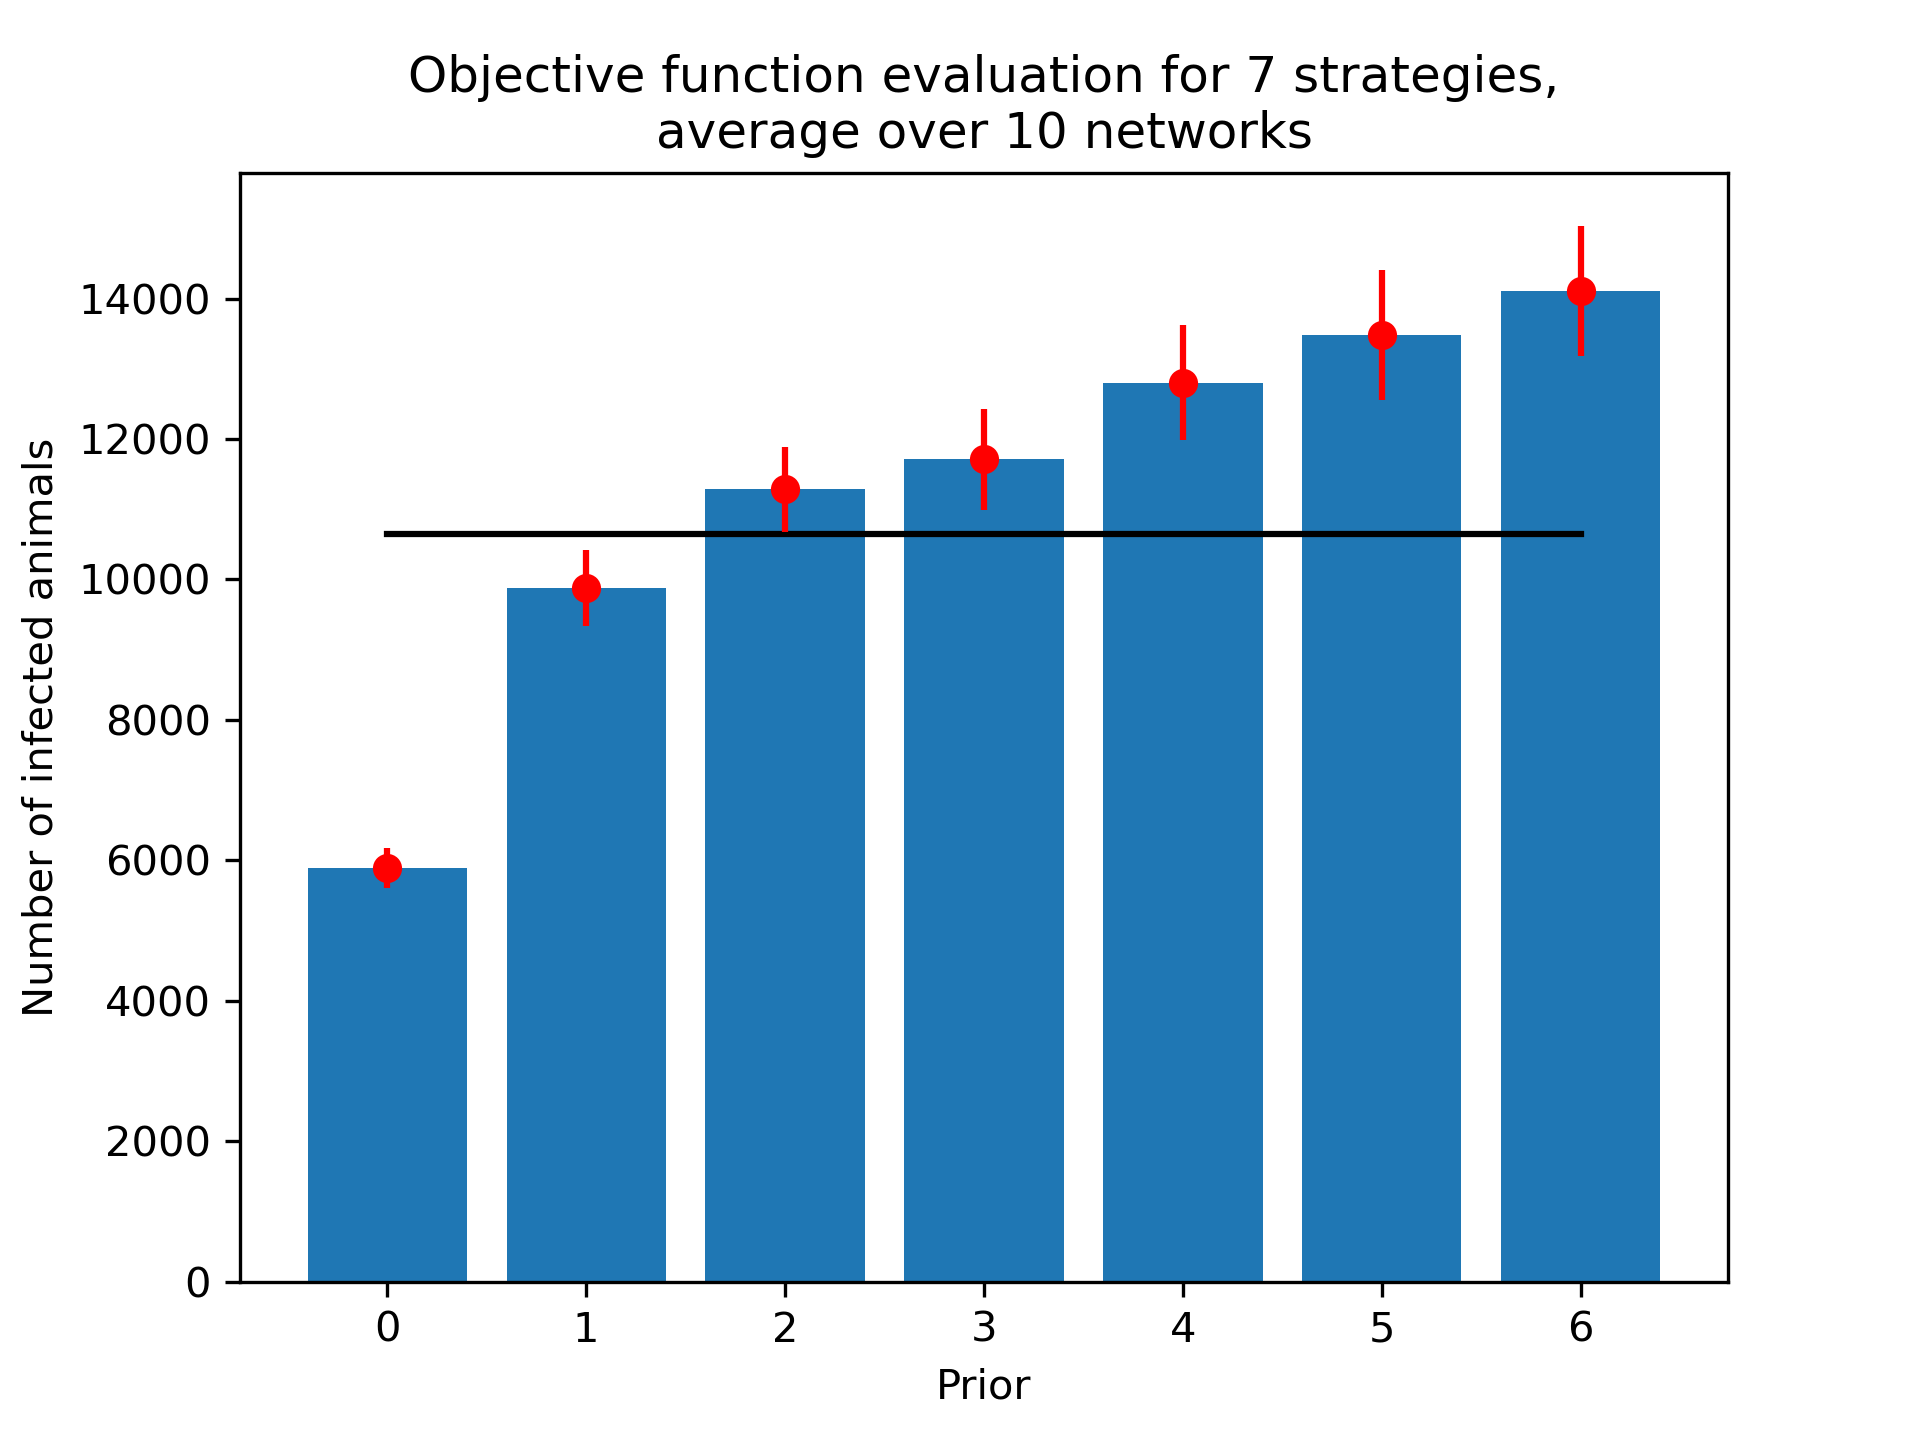 Objective function evaluation for 7 strategies,
average over 10 networks
Number of infected animals
14000
12000
10000
8000
6000
4000
2000
0
0 1 2 3 4 5 6
Prior